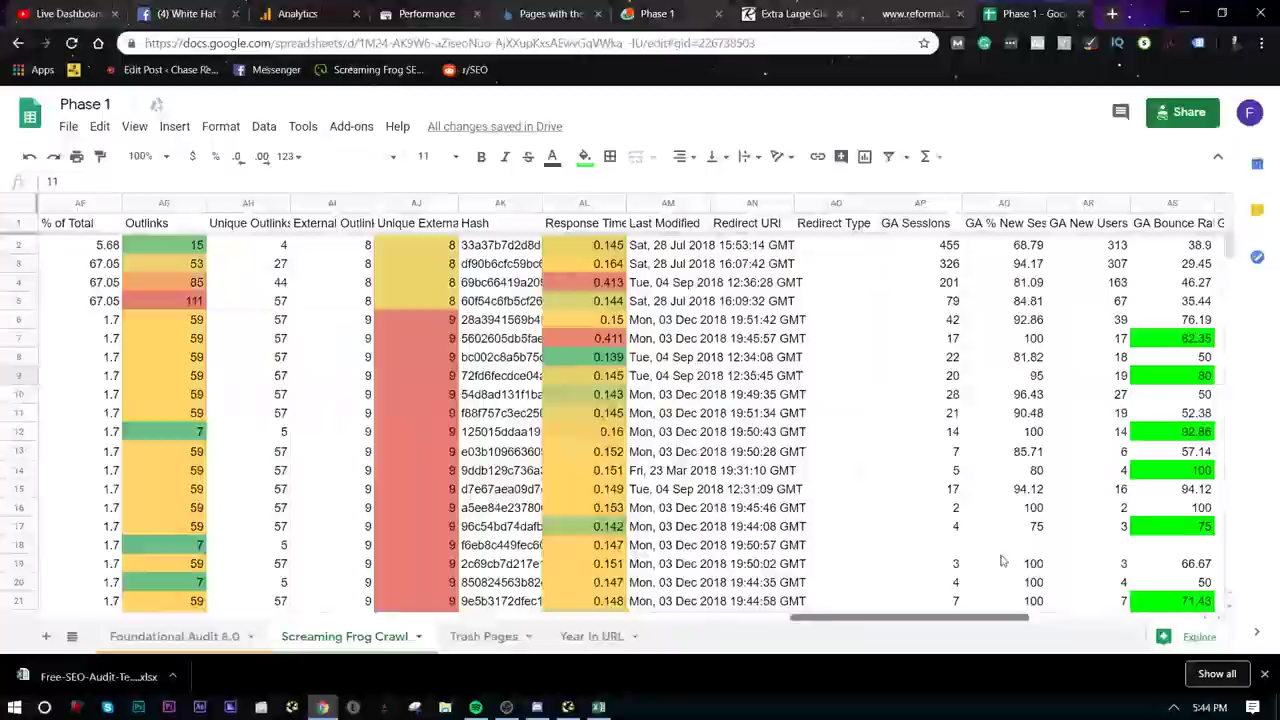 Live Dashboard
(4) White Hat
Analytics
Performance
Pages with the
Phase 1
Extra Large Gi
www.reformat
Phase 1 - Goo
Apps
Edit Post ‹ Chase Re...
Messenger
Screaming Frog SE...
r/SEO
Phase 1
Share
F
File Edit View Insert Format Data Tools Add-ons Help All changes saved in Drive
100% $ % .0 .00 123 11 B I S A
fx 11
AF AG AH AI AJ AK AL AM AN AO AP AQ AR AS
1 % of Total Outlinks Unique Outlinks External Outlin Unique Externa Hash Response Time Last Modified Redirect URI Redirect Type GA Sessions GA % New Ses GA New Users GA Bounce Ra G
2 5.68 15 4 8 8 33a37b7d2d8d 0.145 Sat, 28 Jul 2018 15:53:14 GMT 455 68.79 313 38.9
3 67.05 53 27 8 8 df90b6cfc59bc 0.164 Sat, 28 Jul 2018 16:07:42 GMT 326 94.17 307 29.45
4 67.05 85 44 8 8 69bc66419a20 0.413 Tue, 04 Sep 2018 12:36:28 GMT 201 81.09 163 46.27
5 67.05 111 57 8 8 60f54c6fb5cf26 0.144 Sat, 28 Jul 2018 16:09:32 GMT 79 84.81 67 35.44
6 1.7 59 57 9 9 28a3941569b4 0.15 Mon, 03 Dec 2018 19:51:42 GMT 42 92.86 39 76.19
7 1.7 59 57 9 9 5602605db5fae 0.411 Mon, 03 Dec 2018 19:45:57 GMT 17 100 17 82.35
8 1.7 59 57 9 9 bc002c8a5b75 0.139 Tue, 04 Sep 2018 12:34:08 GMT 22 81.82 18 50
9 1.7 59 57 9 9 72fd6fecdce04 0.145 Tue, 04 Sep 2018 12:35:45 GMT 20 95 19 80
10 1.7 59 57 9 9 54d8ad131f1ba 0.143 Mon, 03 Dec 2018 19:49:35 GMT 28 96.43 27 50
11 1.7 59 57 9 9 f88f757c3ec25 0.145 Mon, 03 Dec 2018 19:51:34 GMT 21 90.48 19 52.38
12 1.7 7 5 9 9 125015ddaa19 0.16 Mon, 03 Dec 2018 19:50:43 GMT 14 100 14 92.86
13 1.7 59 57 9 9 e03b109663605 0.152 Mon, 03 Dec 2018 19:50:28 GMT 7 85.71 6 57.14
14 1.7 59 57 9 9 9ddb129c736a 0.151 Fri, 23 Mar 2018 19:31:10 GMT 5 80 4 100
15 1.7 59 57 9 9 d7e67aea09d7 0.149 Tue, 04 Sep 2018 12:31:09 GMT 17 94.12 16 94.12
16 1.7 59 57 9 9 a5ee84e23780 0.153 Mon, 03 Dec 2018 19:45:46 GMT 2 100 2 100
17 1.7 59 57 9 9 96c54bd74dafb 0.142 Mon, 03 Dec 2018 19:44:08 GMT 4 75 3 75
18 1.7 7 5 9 9 f6eb8c449fec6 0.147 Mon, 03 Dec 2018 19:50:57 GMT
19 1.7 59 57 9 9 2c69cb7d217e 0.151 Mon, 03 Dec 2018 19:50:02 GMT 3 100 3 66.67
20 1.7 7 5 9 9 850824563b82 0.147 Mon, 03 Dec 2018 19:44:35 GMT 4 100 4 50
21 1.7 59 57 9 9 9e5b3172dfec1 0.148 Mon, 03 Dec 2018 19:44:58 GMT 7 100 7 71.43
Foundational Audit 8.0 Screaming Frog Crawl Trash Pages Year In URL Explore
Free-SEO-Audit-Te....xlsx Show all
5:44 PM